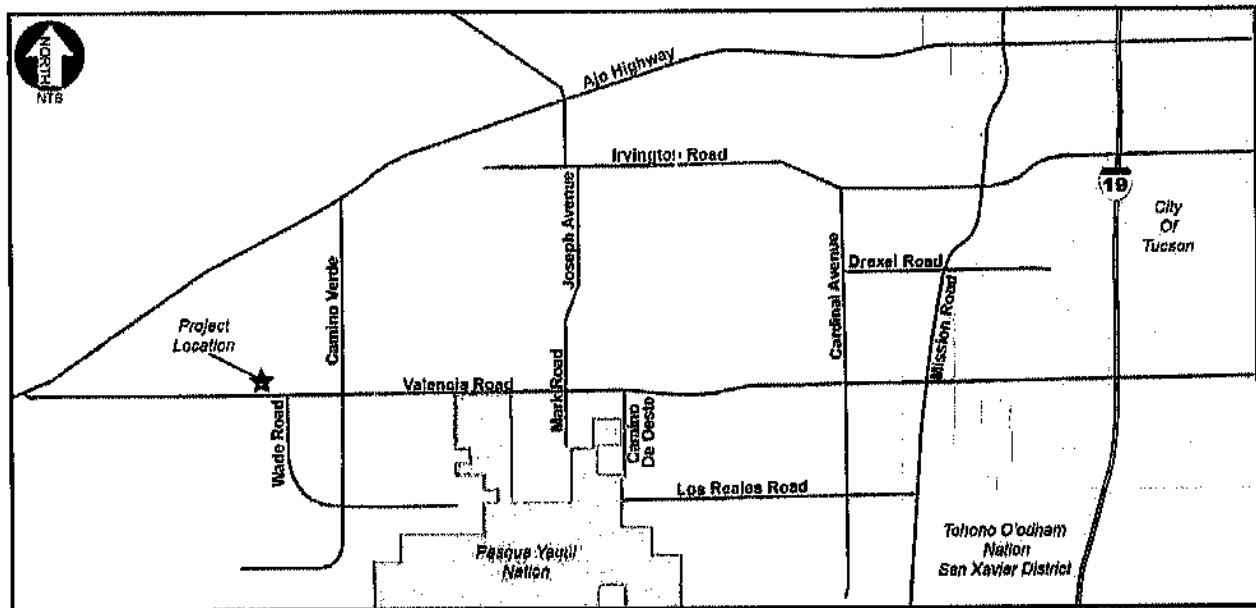 NORTH
NTS
Ajo Highway
Irvington Road
19
City
Of
Tucson
Joseph Avenue
Camino Verde
Cardinal Avenue
Drexel Road
Mission Road
Project
Location
Valencia Road
Mark Road
Wade Road
Camino
De Oesto
Los Reales Road
Pasqua Yaqui
Nation
Tohono O'odham
Nation
San Xavier District